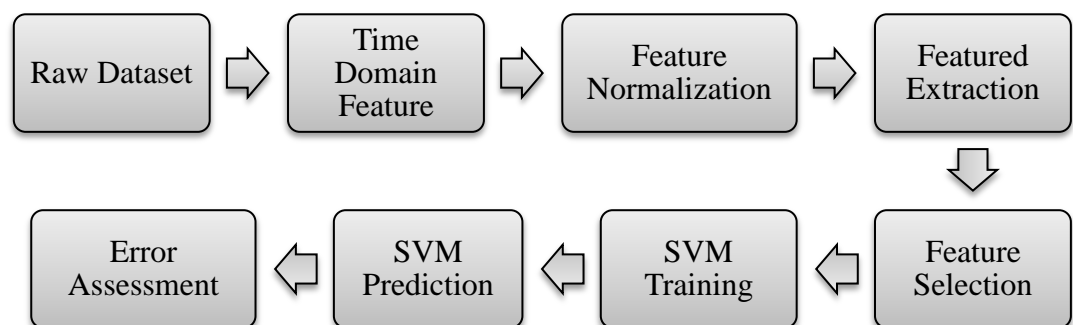 Raw Dataset
Time
Domain
Feature
Feature
Normalization
Featured
Extraction
Feature
Selection
SVM
Training
SVM
Prediction
Error
Assessment